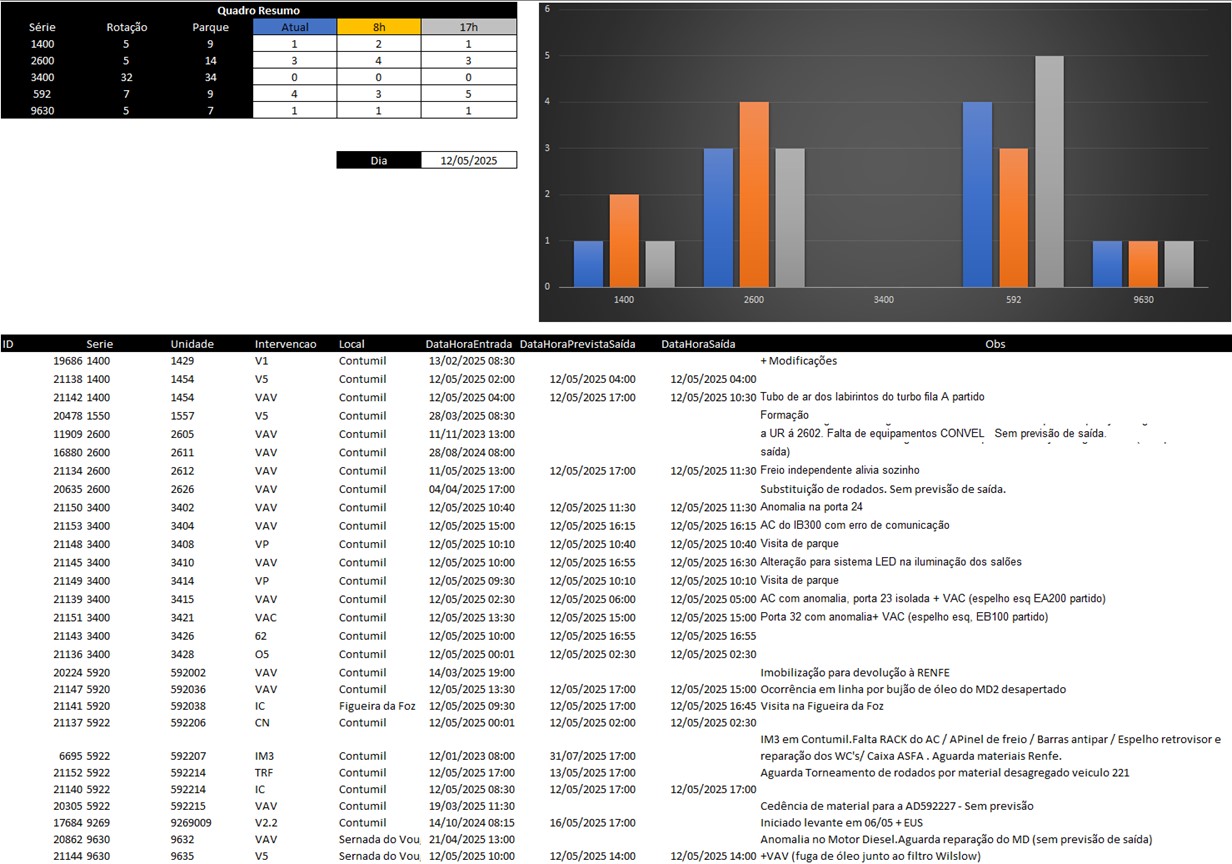 Quadro Resumo
Série Rotação Parque Atual 8h 17h
1400 5 9 1 2 1
2600 5 14 3 4 3
3400 32 34 0 0 0
592 7 9 4 3 5
9630 5 7 1 1 1
Dia 12/05/2025
6
5
4
3
2
1
0
1400 2600 3400 592 9630
ID Serie Unidade Intervencao Local DataHoraEntrada DataHoraPrevistaSaída DataHoraSaída Obs
19686 1400 1429 V1 Contumil 13/02/2025 08:30 + Modificações
21138 1400 1454 V5 Contumil 12/05/2025 02:00 12/05/2025 04:00 12/05/2025 04:00
21142 1400 1454 VAV Contumil 12/05/2025 04:00 12/05/2025 17:00 12/05/2025 10:30 Tubo de ar dos labirintos do turbo fila A partido
20478 1550 1557 V5 Contumil 28/03/2025 08:30 Formação
11909 2600 2605 VAV Contumil 11/11/2023 13:00 a UR á 2602. Falta de equipamentos CONVEL Sem previsão de saída.
16880 2600 2611 VAV Contumil 28/08/2024 08:00 saída)
21134 2600 2612 VAV Contumil 11/05/2025 13:00 12/05/2025 17:00 12/05/2025 11:30 Freio independente alivia sozinho
20635 2600 2626 VAV Contumil 04/04/2025 17:00 Substituição de rodados. Sem previsão de saída.
21150 3400 3402 VAV Contumil 12/05/2025 10:40 12/05/2025 11:30 12/05/2025 11:30 Anomalia na porta 24
21153 3400 3404 VAV Contumil 12/05/2025 15:00 12/05/2025 16:15 12/05/2025 16:15 AC do IB300 com erro de comunicação
21148 3400 3408 VP Contumil 12/05/2025 10:10 12/05/2025 10:40 12/05/2025 10:40 Visita de parque
21145 3400 3410 VAV Contumil 12/05/2025 10:00 12/05/2025 16:55 12/05/2025 16:30 Alteração para sistema LED na iluminação dos salões
21149 3400 3414 VP Contumil 12/05/2025 09:30 12/05/2025 10:10 12/05/2025 10:10 Visita de parque
21139 3400 3415 VAV Contumil 12/05/2025 02:30 12/05/2025 06:00 12/05/2025 05:00 AC com anomalia, porta 23 isolada + VAC (espelho esq EA200 partido)
21151 3400 3421 VAC Contumil 12/05/2025 13:30 12/05/2025 15:00 12/05/2025 15:00 Porta 32 com anomalia+ VAC (espelho esq, EB100 partido)
21143 3400 3426 62 Contumil 12/05/2025 10:00 12/05/2025 16:55 12/05/2025 16:55
21136 3400 3428 O5 Contumil 12/05/2025 00:01 12/05/2025 02:30 12/05/2025 02:30
20224 5920 592002 VAV Contumil 14/03/2025 19:00 Imobilização para devolução à RENFE
21147 5920 592036 VAV Contumil 12/05/2025 13:30 12/05/2025 17:00 12/05/2025 15:00 Ocorrência em linha por bujão de óleo do MD2 desapertado
21141 5920 592038 IC Figueira da Foz 12/05/2025 09:30 12/05/2025 17:00 12/05/2025 16:45 Visita na Figueira da Foz
21137 5922 592206 CN Contumil 12/05/2025 00:01 12/05/2025 02:00 12/05/2025 02:30
IM3 em Contumil.Falta RACK do AC / APinel de freio / Barras antipar / Espelho retrovisor e
6695 5922 592207 IM3 Contumil 12/01/2023 08:00 31/07/2025 17:00 reparação dos WC's/ Caixa ASFA . Aguarda materiais Renfe.
21152 5922 592214 TRF Contumil 12/05/2025 17:00 13/05/2025 17:00 Aguarda Torneamento de rodados por material desagregado veiculo 221
21140 5922 592214 IC Contumil 12/05/2025 08:30 12/05/2025 17:00 12/05/2025 17:00
20305 5922 592215 VAV Contumil 19/03/2025 11:30 Cedência de material para a AD592227 - Sem previsão
17684 9269 9269009 V2.2 Contumil 14/10/2024 08:15 16/05/2025 17:00 Iniciado levante em 06/05 + EUS
20862 9630 9632 VAV Sernada do Vou 21/04/2025 13:00 Anomalia no Motor Diesel.Aguarda reparação do MD (sem previsão de saída)
21144 9630 9635 V5 Sernada do Vou 12/05/2025 10:00 12/05/2025 14:00 12/05/2025 14:00 +VAV (fuga de óleo junto ao filtro Wilslow)